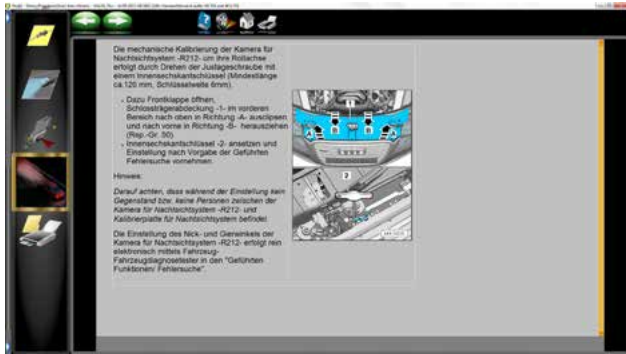 Die mechanische Kalibrierung der Kamera für
Nachtsichtsystem -R212- um ihre Rollachse
erfolgt durch Drehen der Justageschraube mit
einem Innensechskantschlüssel (Mindestlänge
ca.120 mm, Schlüsselweite 6mm).
Dazu Frontklappe öffnen,
Schlossträgerabdeckung -1- im vorderen
Bereich nach oben in Richtung -A- ausclipsen
und nach vorne in Richtung -B- herausziehen
(Rep.-Gr. 50)
Innensechskantschlüssel -2- ansetzen und
Einstellung nach Vorgabe der Geführten
Fehlersuche vornehmen.
Hinweis:
Darauf achten, dass während der Einstellung kein
Gegenstand bzw. keine Personen zwischen der
Kamera für Nachtsichtsystem -R212- und
Kalibrierplatte für Nachtsichtsystem befindet.
Die Einstellung des Nick- und Gierwinkels der
Kamera für Nachtsichtsystem -R212- erfolgt rein
elektronisch mittels Fahrzeug-
Fahrzeugdiagnosetester in den "Geführten
Funktionen/ Fehlersuche".
1
A
B
B
A
2